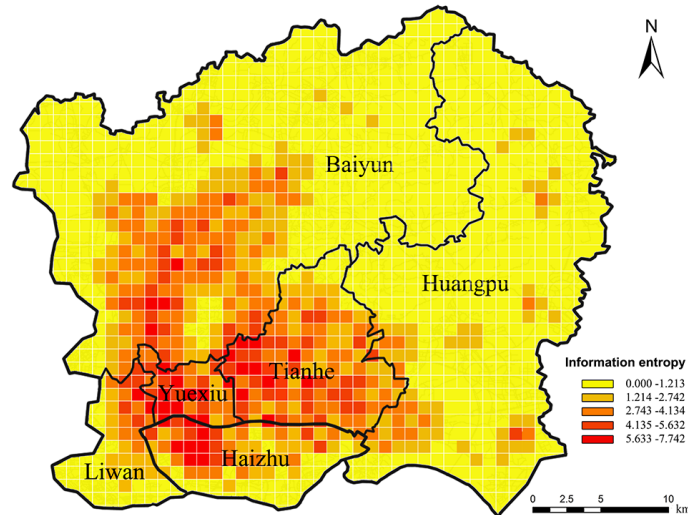 N
Baiyun
Huangpu
Tianhe
Yuexiu
Haizhu
Liwan
Information entropy
0.000 -1.213
1.214 -2.742
2.743 -4.134
4.135 -5.632
5.633 -7.742
0 2.5 5 10
km